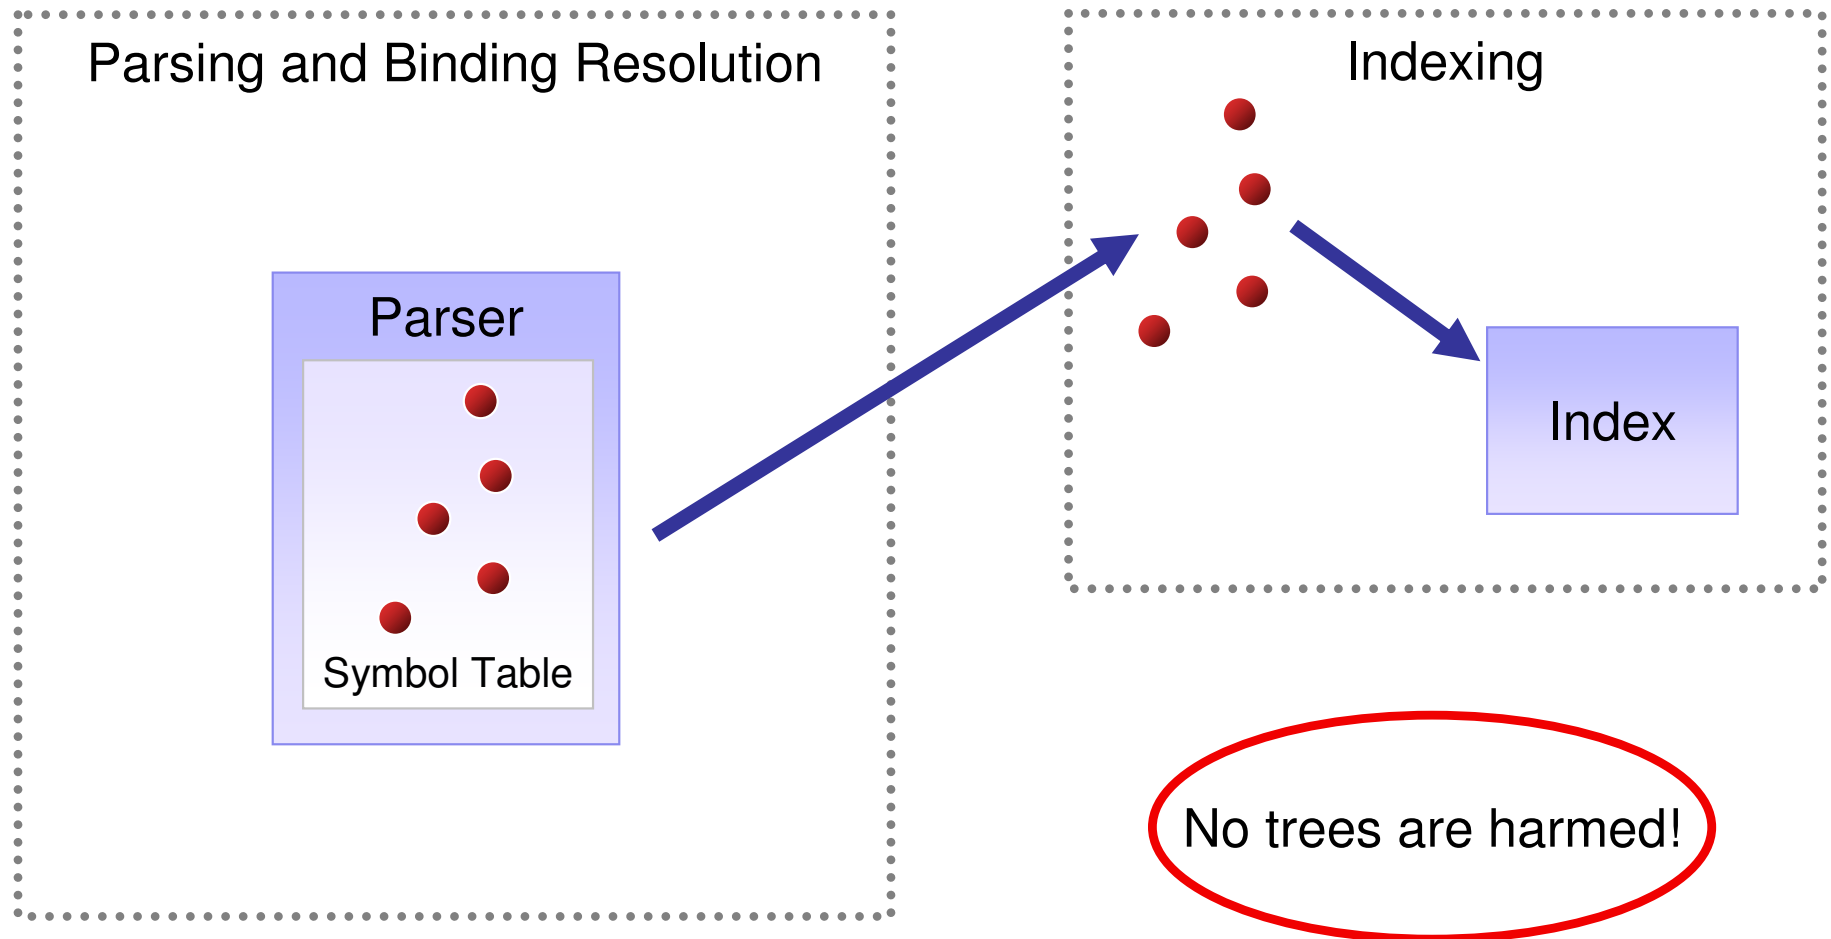 Parsing and Binding Resolution
Parser
Symbol Table
Indexing
Index
No trees are harmed!